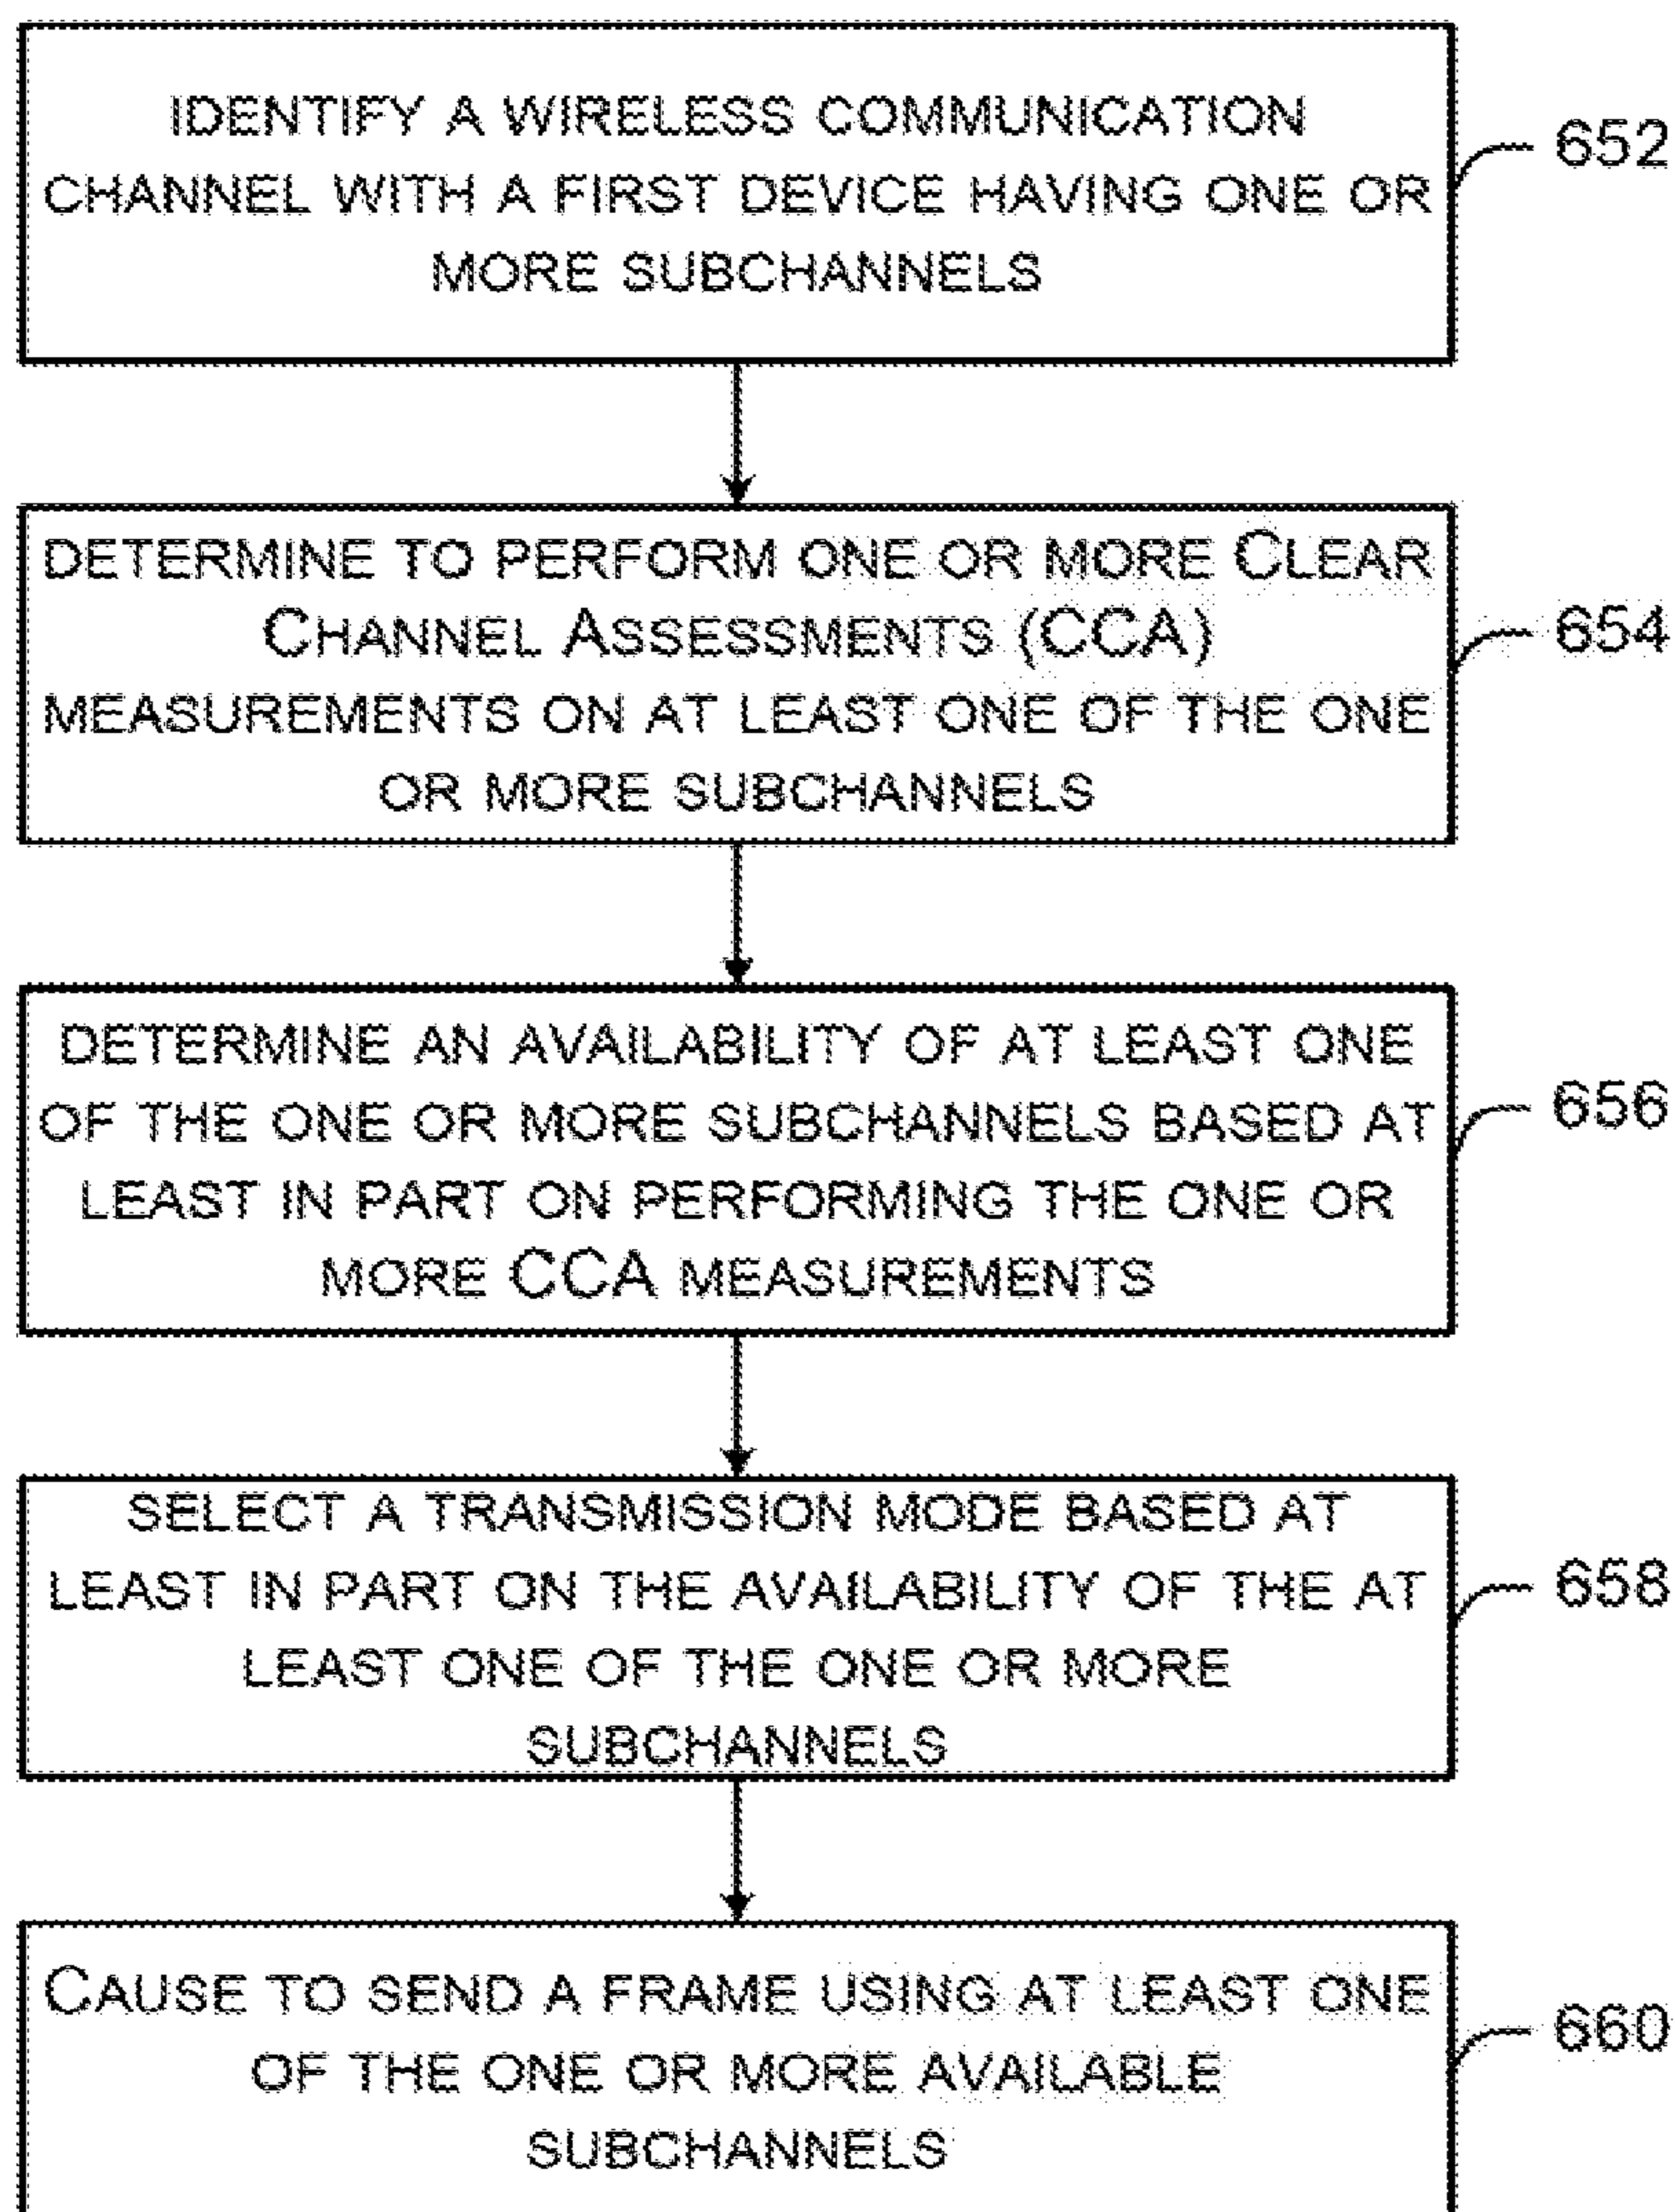 IDENTIFY A WIRELESS COMMUNICATION
CHANNEL WITH A FIRST DEVICE HAVING ONE OR
MORE SUBCHANNELS
652
DETERMINE TO PERFORM ONE OR MORE CLEAR
CHANNEL ASSESSMENTS (CCA)
MEASUREMENTS ON AT LEAST ONE OF THE ONE
OR MORE SUBCHANNELS
654
DETERMINE AN AVAILABILITY OF AT LEAST ONE
OF THE ONE OR MORE SUBCHANNELS BASED AT
LEAST IN PART ON PERFORMING THE ONE OR
MORE CCA MEASUREMENTS
656
SELECT A TRANSMISSION MODE BASED AT
LEAST IN PART ON THE AVAILABILITY OF THE AT
LEAST ONE OF THE ONE OR MORE
SUBCHANNELS
658
CAUSE TO SEND A FRAME USING AT LEAST ONE
OF THE ONE OR MORE AVAILABLE
SUBCHANNELS
660